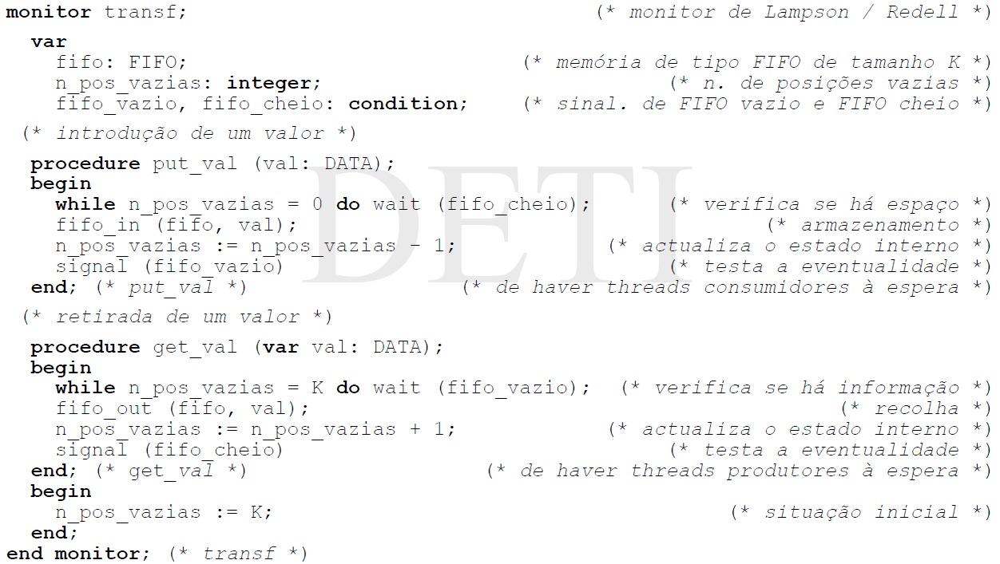 monitor transf; (* monitor de Lampson / Redell *)
var
fifo: FIFO; (* memória de tipo FIFO de tamanho K *)
n_pos_vazias: integer; (* n. de posições vazias *)
fifo_vazio, fifo_cheio: condition; (* sinal. de FIFO vazio e FIFO cheio *)
(* introdução de um valor *)
procedure put_val (val: DATA);
begin
while n_pos_vazias = 0 do wait (fifo_cheio); (* verifica se há espaço *)
fifo_in (fifo, val); (* armazenamento *)
n_pos_vazias := n_pos_vazias - 1; (* actualiza o estado interno *)
signal (fifo_vazio) (* testa a eventualidade *)
end; (* put_val *) (* de haver threads consumidores à espera *)
(* retirada de um valor *)
procedure get_val (var val: DATA);
begin
while n_pos_vazias = K do wait (fifo_vazio); (* verifica se há informação *)
fifo_out (fifo, val); (* recolha *)
n_pos_vazias := n_pos_vazias + 1; (* actualiza o estado interno *)
signal (fifo_cheio) (* testa a eventualidade *)
end; (* get_val *) (* de haver threads produtores à espera *)
begin
n_pos_vazias := K; (* situação inicial *)
end;
end monitor; (* transf *)
DETI